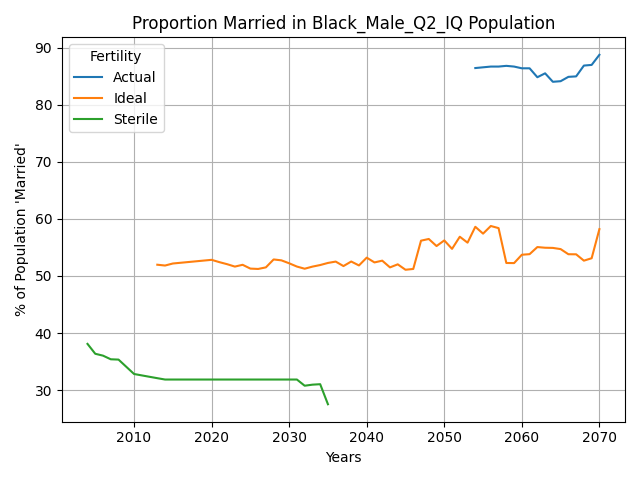 Proportion Married in Black_Male_Q2_IQ Population
% of Population 'Married'
90
80
70
60
50
40
30
Fertility
Actual
Ideal
Sterile
2010 2020 2030 2040 2050 2060 2070
Years